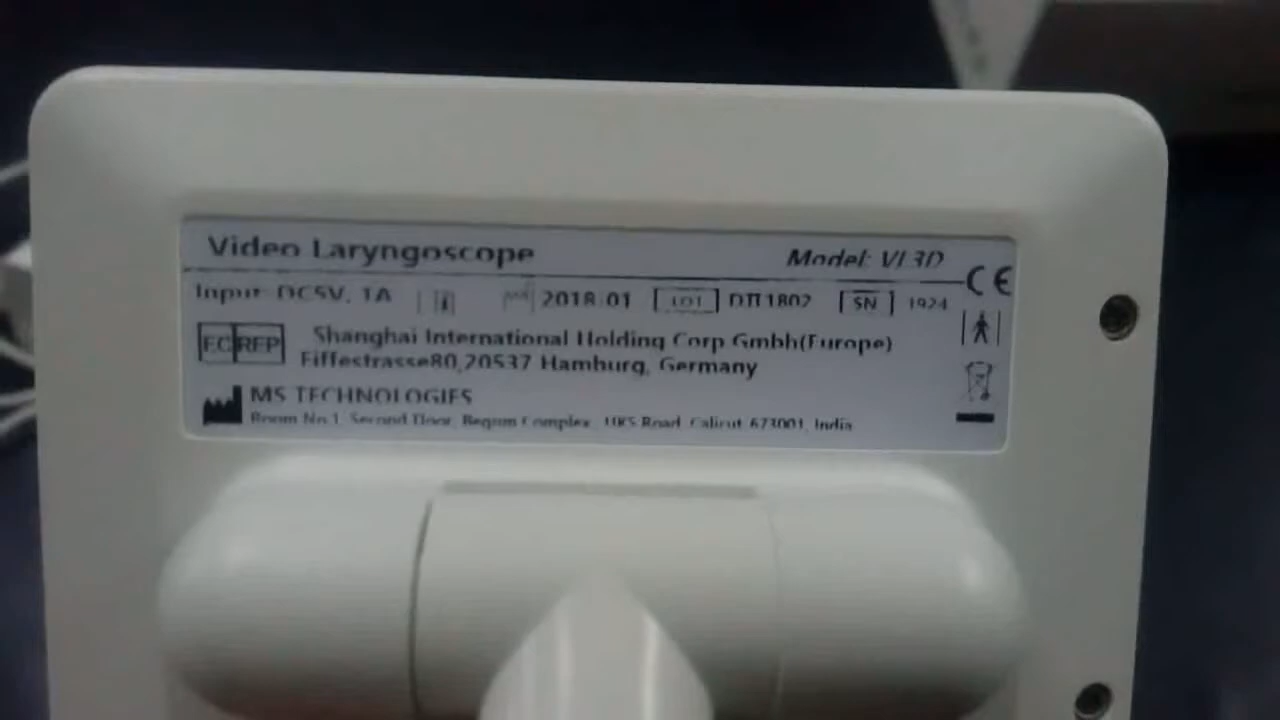 Video Laryngoscope Model: VL3D
Input: DC5V, 1A 2018-01 LOT 1802 SN 1924
CE
EC REP Shanghai International Holding Corp Gmbh(Europe)
Eiffestrasse80,20537 Hamburg, Germany
MS TECHNOLOGIES
Room No.1, Second Floor, Begum Complex, Road, Calicut 673001, India